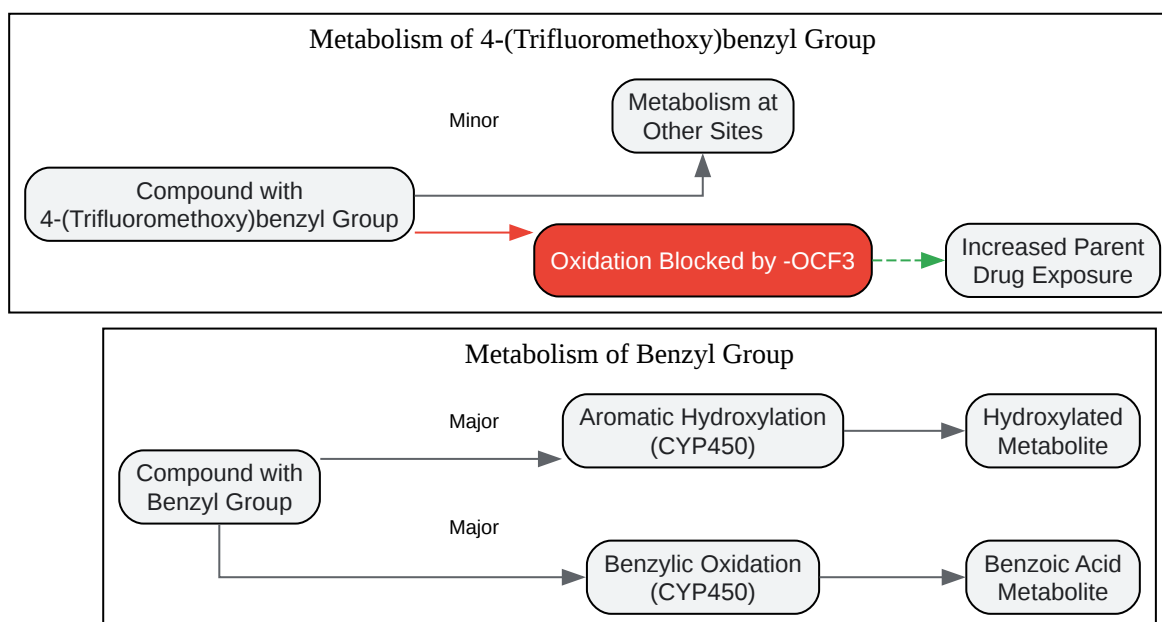 Metabolism of 4-(Trifluoromethoxy)benzyl Group
Minor
Metabolism at
Other Sites
Compound with
4-(Trifluoromethoxy)benzyl Group
Oxidation Blocked by -OCF3
Increased Parent
Drug Exposure
Metabolism of Benzyl Group
Major
Aromatic Hydroxylation
(CYP450)
Hydroxylated
Metabolite
Compound with
Benzyl Group
Major
Benzylic Oxidation
(CYP450)
Benzoic Acid
Metabolite